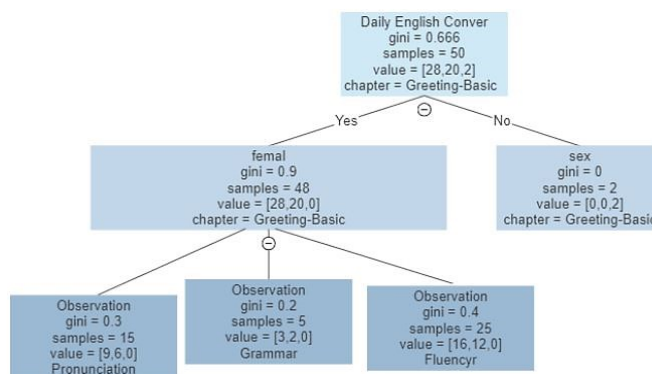 Daily English Conver
gini = 0.666
samples = 50
value = [28,20,2]
chapter = Greeting-Basic
Yes
No
femal
gini = 0.9
samples = 48
value = [28,20,0]
chapter = Greeting-Basic
sex
gini = 0
samples = 2
value = [0,0,2]
chapter = Greeting-Basic
Observation
gini = 0.3
samples = 15
value = [9,6,0]
Pronunciation
Observation
gini = 0.2
samples = 5
value = [3,2,0]
Grammar
Observation
gini = 0.4
samples = 25
value = [16,12,0]
Fluencyr